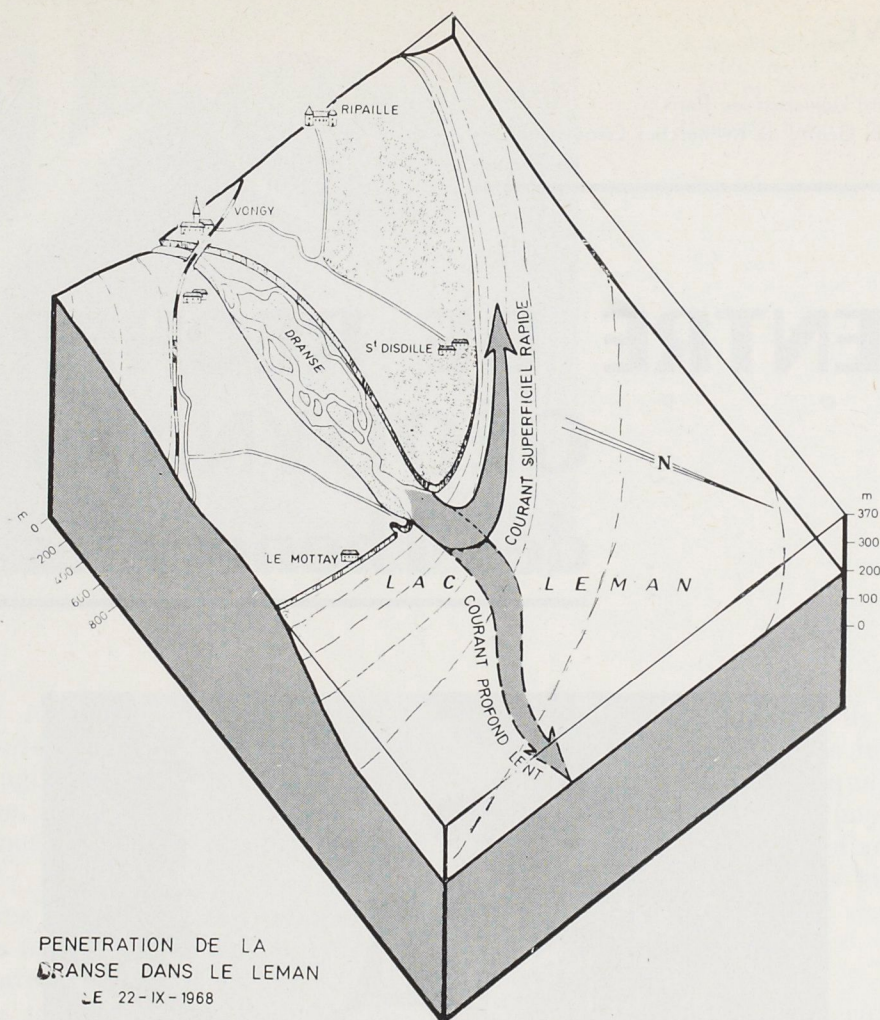 RIPAILLE
VONGY
DRANSE
St DISDILLE
COURANT SUPERFICIEL RAPIDE
N
m
370
300
200
100
0
m
0
200
400
600
800
LE MOTTAY
LAC LEMAN
COURANT PROFOND LENT
PENETRATION DE LA
DRANSE DANS LE LEMAN
LE 22-IX-1968